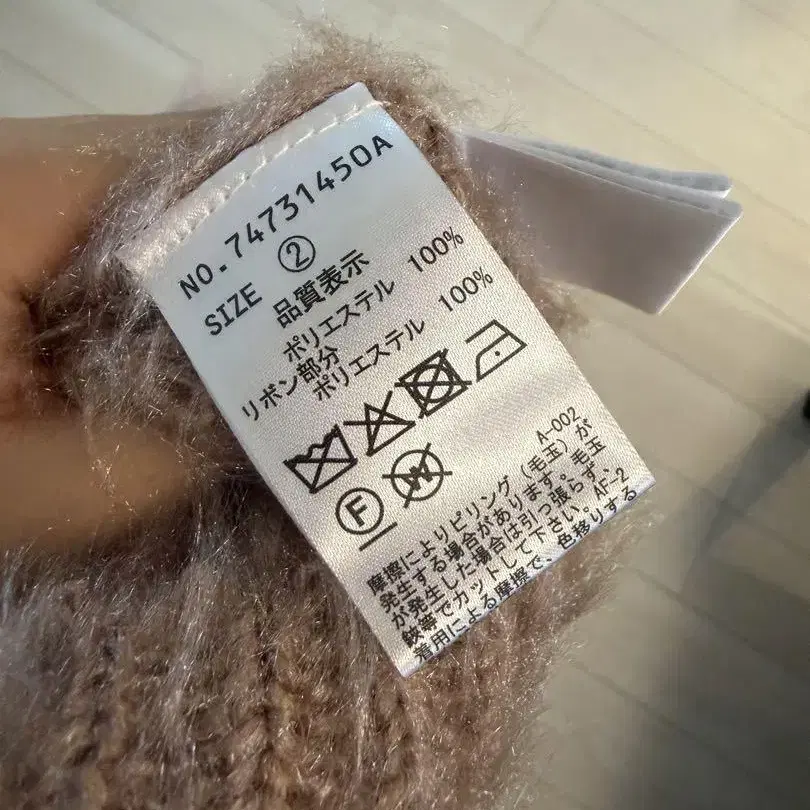 NO.74731450A
SIZE ②
品質表示
ポリエステル 100%
リボン部分
ポリエステル 100%
F W
A-002
摩擦によりピリング(毛玉)が
発生する場合があります。毛玉
が発生した場合は引っ張らず、
鋏等でカットして下さい。AF-2
着用による摩擦で、色移りする